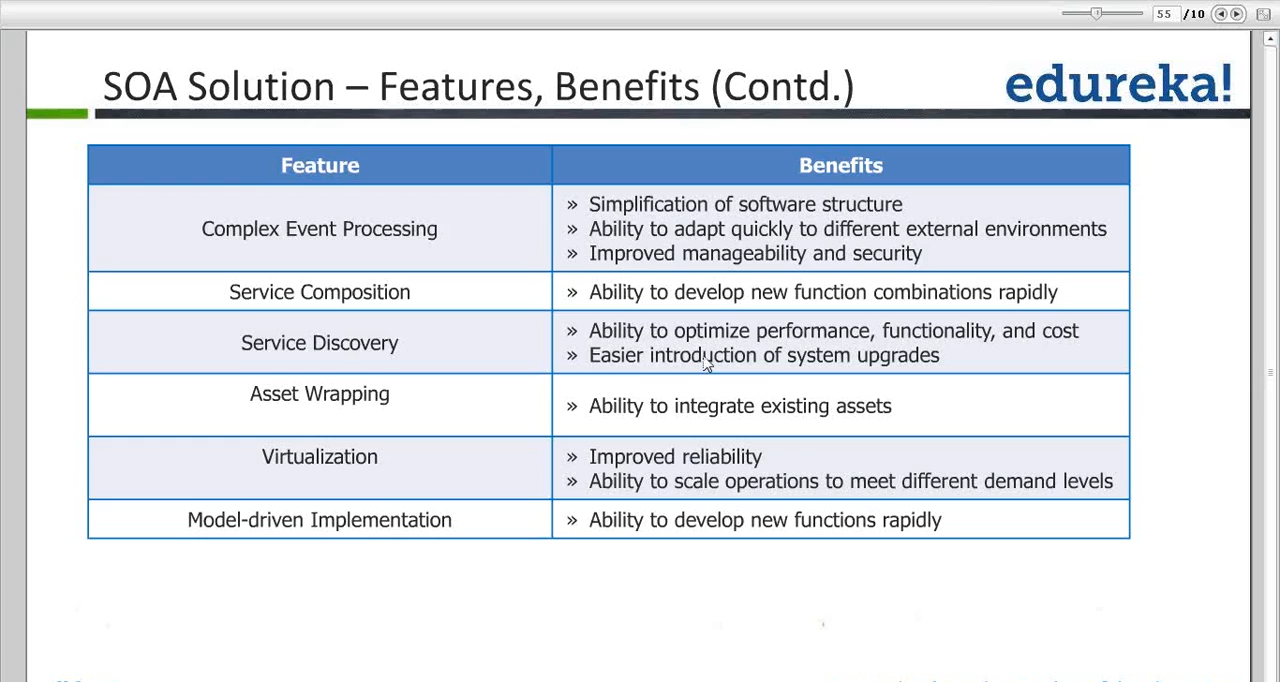 55 /10
SOA Solution – Features, Benefits (Contd.)
edureka!
Feature
Benefits
Complex Event Processing
» Simplification of software structure
» Ability to adapt quickly to different external environments
» Improved manageability and security
Service Composition
» Ability to develop new function combinations rapidly
Service Discovery
» Ability to optimize performance, functionality, and cost
» Easier introduction of system upgrades
Asset Wrapping
» Ability to integrate existing assets
Virtualization
» Improved reliability
» Ability to scale operations to meet different demand levels
Model-driven Implementation
» Ability to develop new functions rapidly